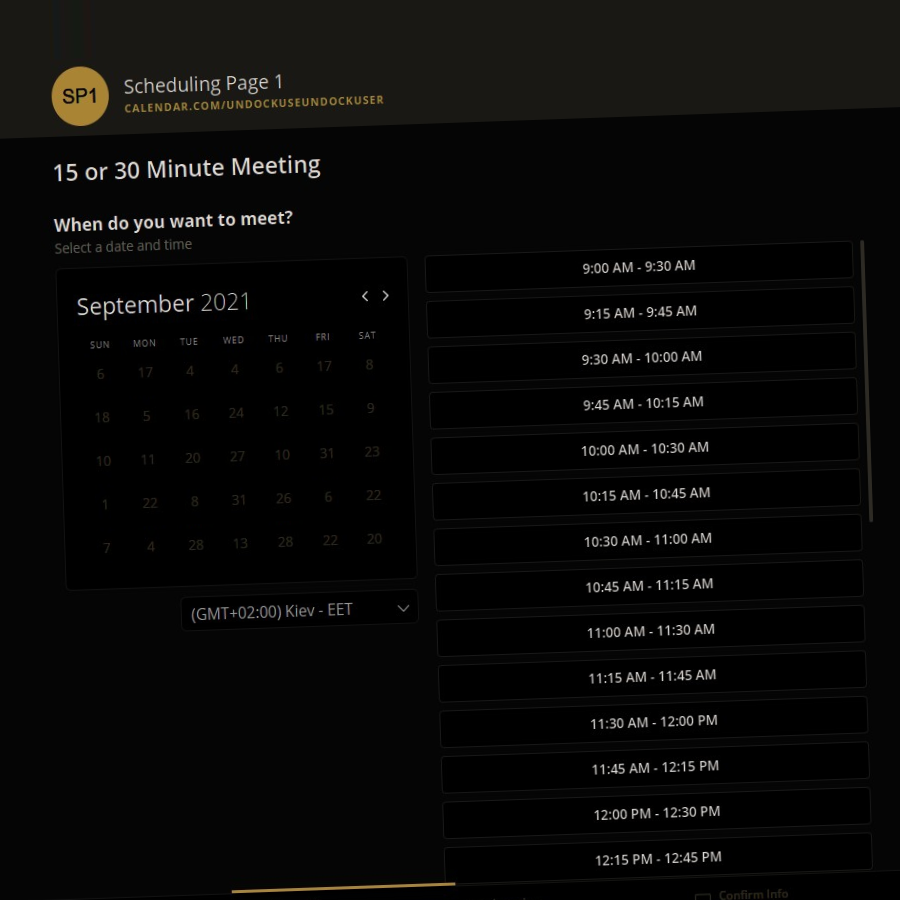 SP1
Scheduling Page 1
CALENDAR.COM/UNDOCKUSEUNDOCKUSER
15 or 30 Minute Meeting
When do you want to meet?
Select a date and time
September 2021
SUN MON TUE WED THU FRI SAT
6 17 4 4 6 17 8
18 5 16 24 12 15 9
10 11 20 27 10 31 23
1 22 8 31 26 6 22
7 4 28 13 28 22 20
(GMT+02:00) Kiev - EET
9:00 AM - 9:30 AM
9:15 AM - 9:45 AM
9:30 AM - 10:00 AM
9:45 AM - 10:15 AM
10:00 AM - 10:30 AM
10:15 AM - 10:45 AM
10:30 AM - 11:00 AM
10:45 AM - 11:15 AM
11:00 AM - 11:30 AM
11:15 AM - 11:45 AM
11:30 AM - 12:00 PM
11:45 AM - 12:15 PM
12:00 PM - 12:30 PM
12:15 PM - 12:45 PM
Confirm Info